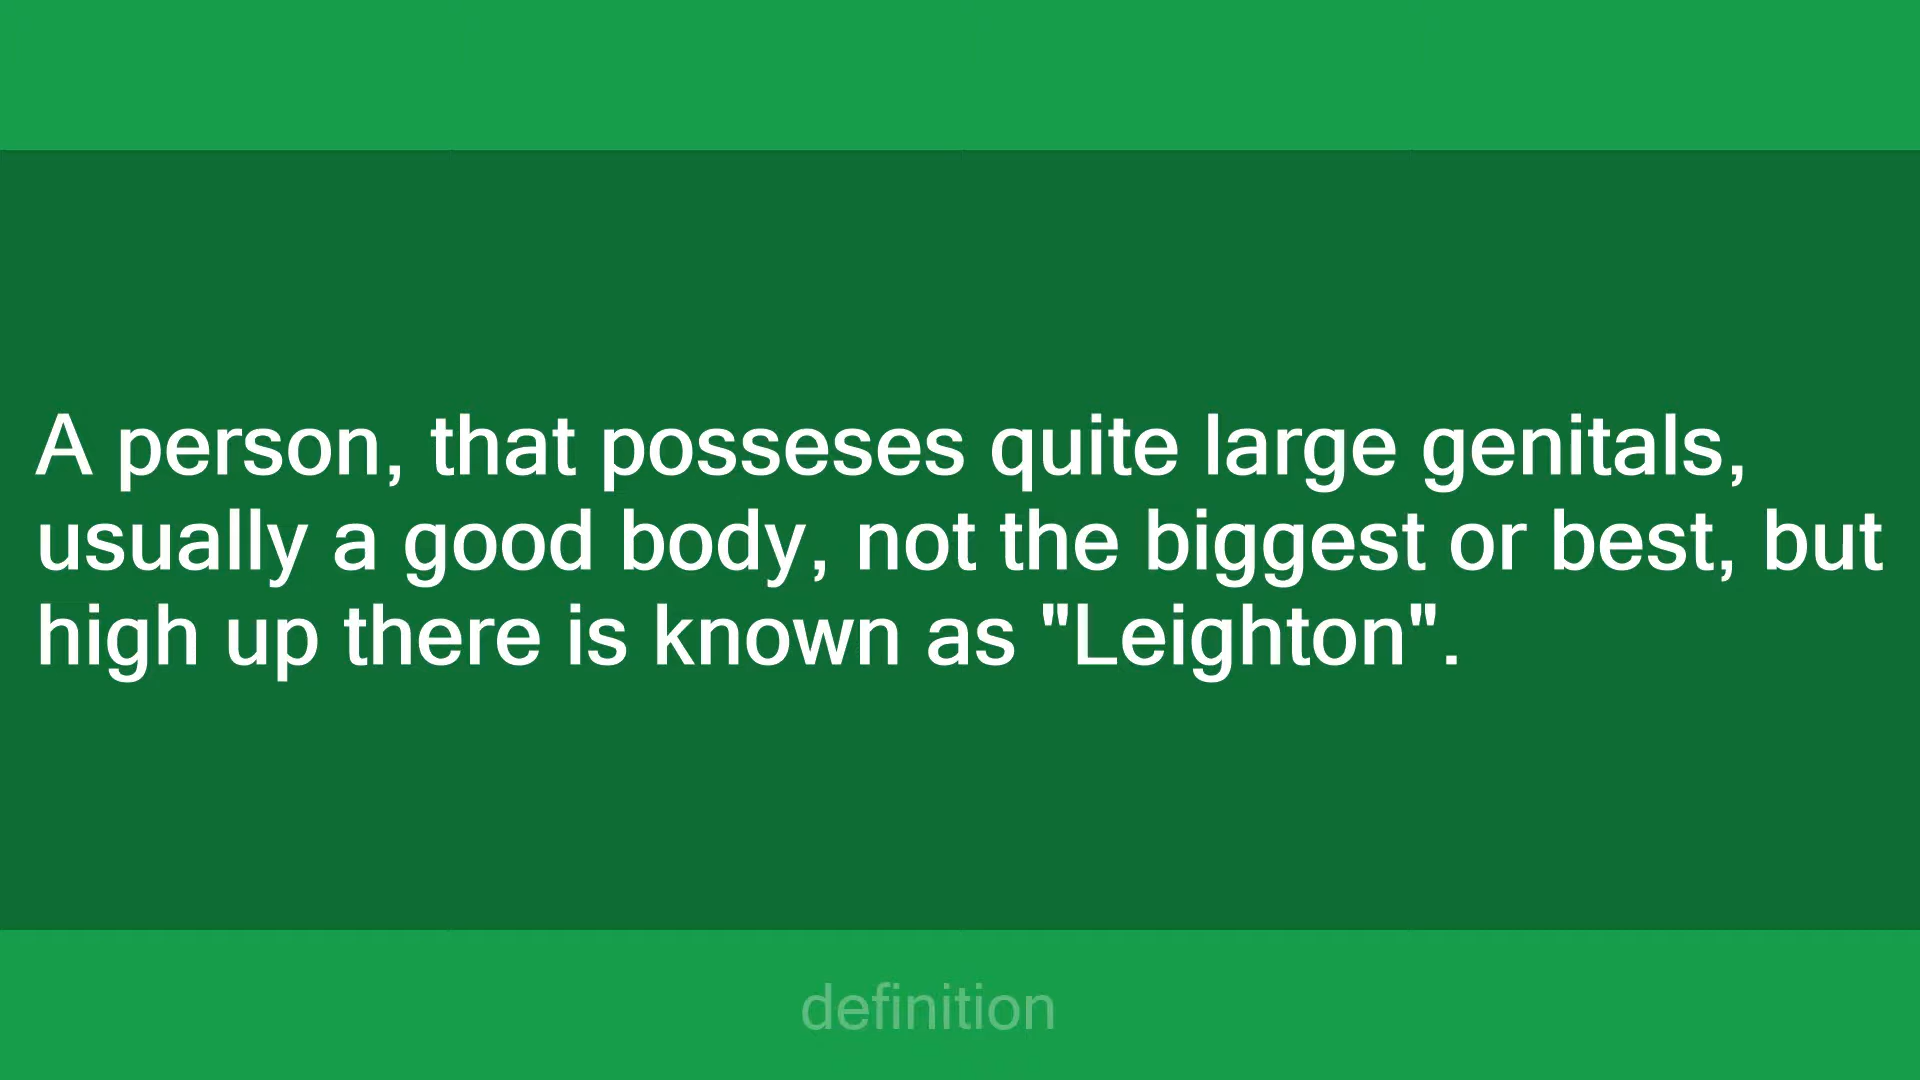 A person, that posseses quite large genitals,
usually a good body, not the biggest or best, but
high up there is known as "Leighton".
definition